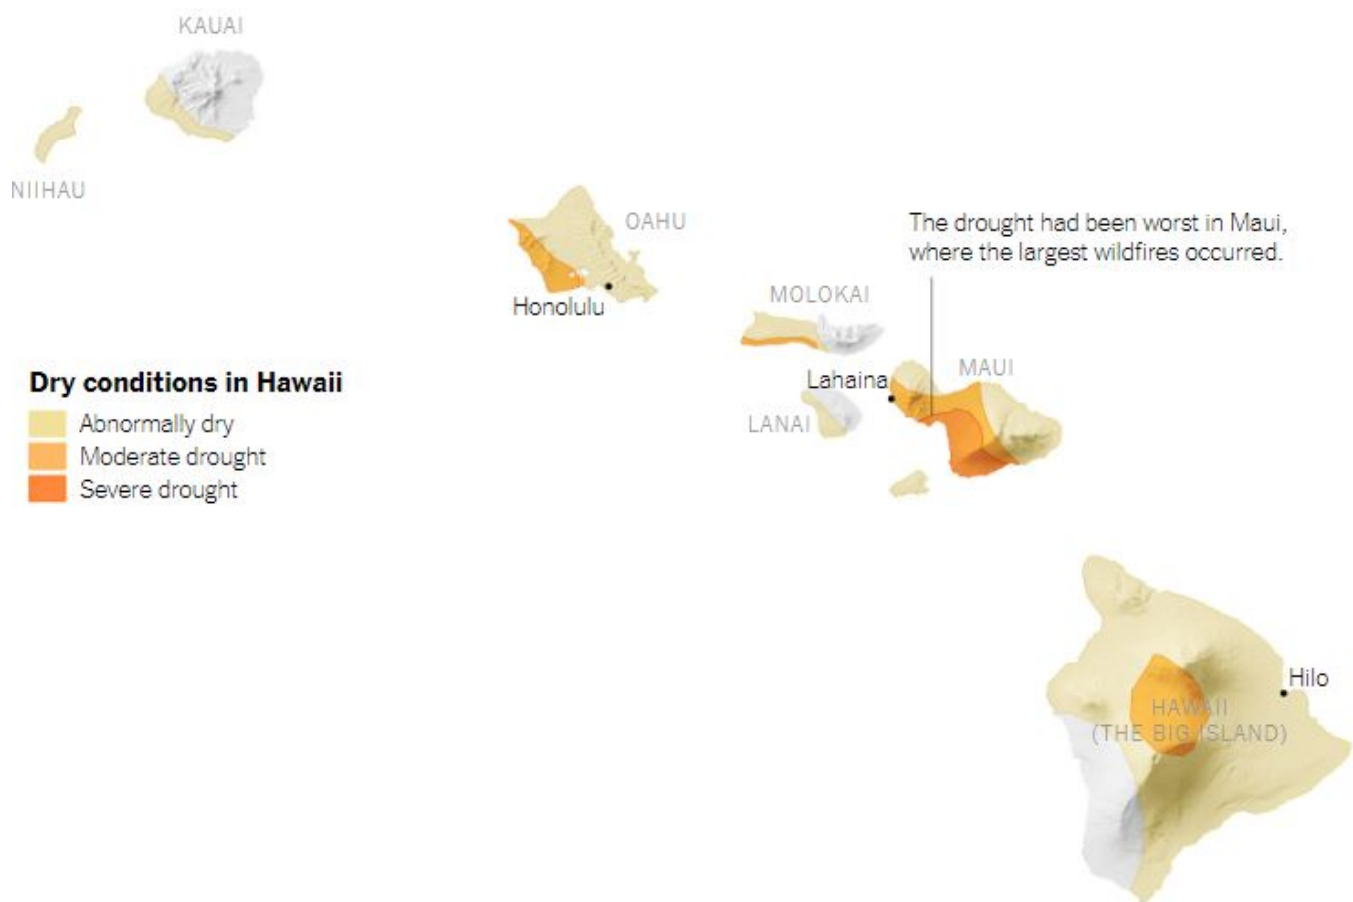 KAUAI
NIIHAU
OAHU
Honolulu
The drought had been worst in Maui,
where the largest wildfires occurred.
MOLOKAI
MAUI
Lahaina
LANAI
Dry conditions in Hawaii
Abnormally dry
Moderate drought
Severe drought
Hilo
HAWAII
(THE BIG ISLAND)